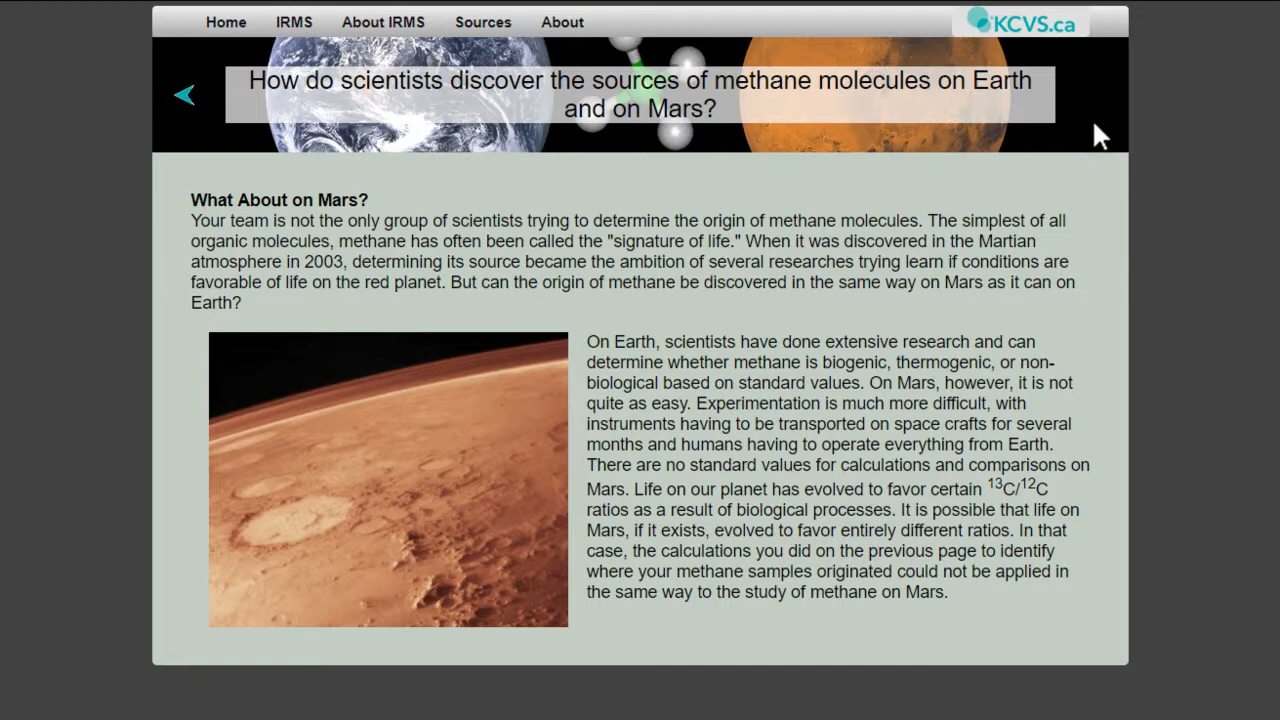 Home IRMS About IRMS Sources About KCVS.ca
How do scientists discover the sources of methane molecules on Earth
and on Mars?
What About on Mars?
Your team is not the only group of scientists trying to determine the origin of methane molecules. The simplest of all
organic molecules, methane has often been called the "signature of life." When it was discovered in the Martian
atmosphere in 2003, determining its source became the ambition of several researches trying learn if conditions are
favorable of life on the red planet. But can the origin of methane be discovered in the same way on Mars as it can on
Earth?
On Earth, scientists have done extensive research and can
determine whether methane is biogenic, thermogenic, or non-
biological based on standard values. On Mars, however, it is not
quite as easy. Experimentation is much more difficult, with
instruments having to be transported on space crafts for several
months and humans having to operate everything from Earth.
There are no standard values for calculations and comparisons on
Mars. Life on our planet has evolved to favor certain ¹³C/¹²C
ratios as a result of biological processes. It is possible that life on
Mars, if it exists, evolved to favor entirely different ratios. In that
case, the calculations you did on the previous page to identify
where your methane samples originated could not be applied in
the same way to the study of methane on Mars.